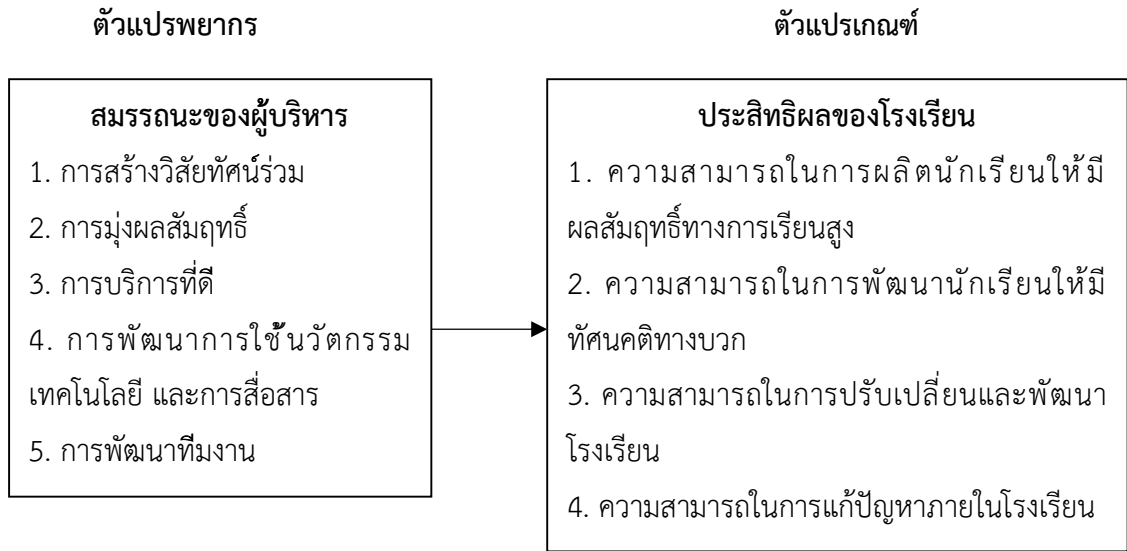 ตัวแปรพยากร
ตัวแปรเกณฑ์
สมรรถนะของผู้บริหาร
1. การสร้างวิสัยทัศน์ร่วม
2. การมุ่งผลสัมฤทธิ์
3. การบริการที่ดี
4. การพัฒนาการใช้นวัตกรรม
เทคโนโลยี และการสื่อสาร
5. การพัฒนาทีมงาน
ประสิทธิผลของโรงเรียน
1. ความสามารถในการผลิตนักเรียนให้มี
ผลสัมฤทธิ์ทางการเรียนสูง
2. ความสามารถในการพัฒนานักเรียนให้มี
ทัศนคติทางบวก
3. ความสามารถในการปรับเปลี่ยนและพัฒนา
โรงเรียน
4. ความสามารถในการแก้ปัญหาภายในโรงเรียน